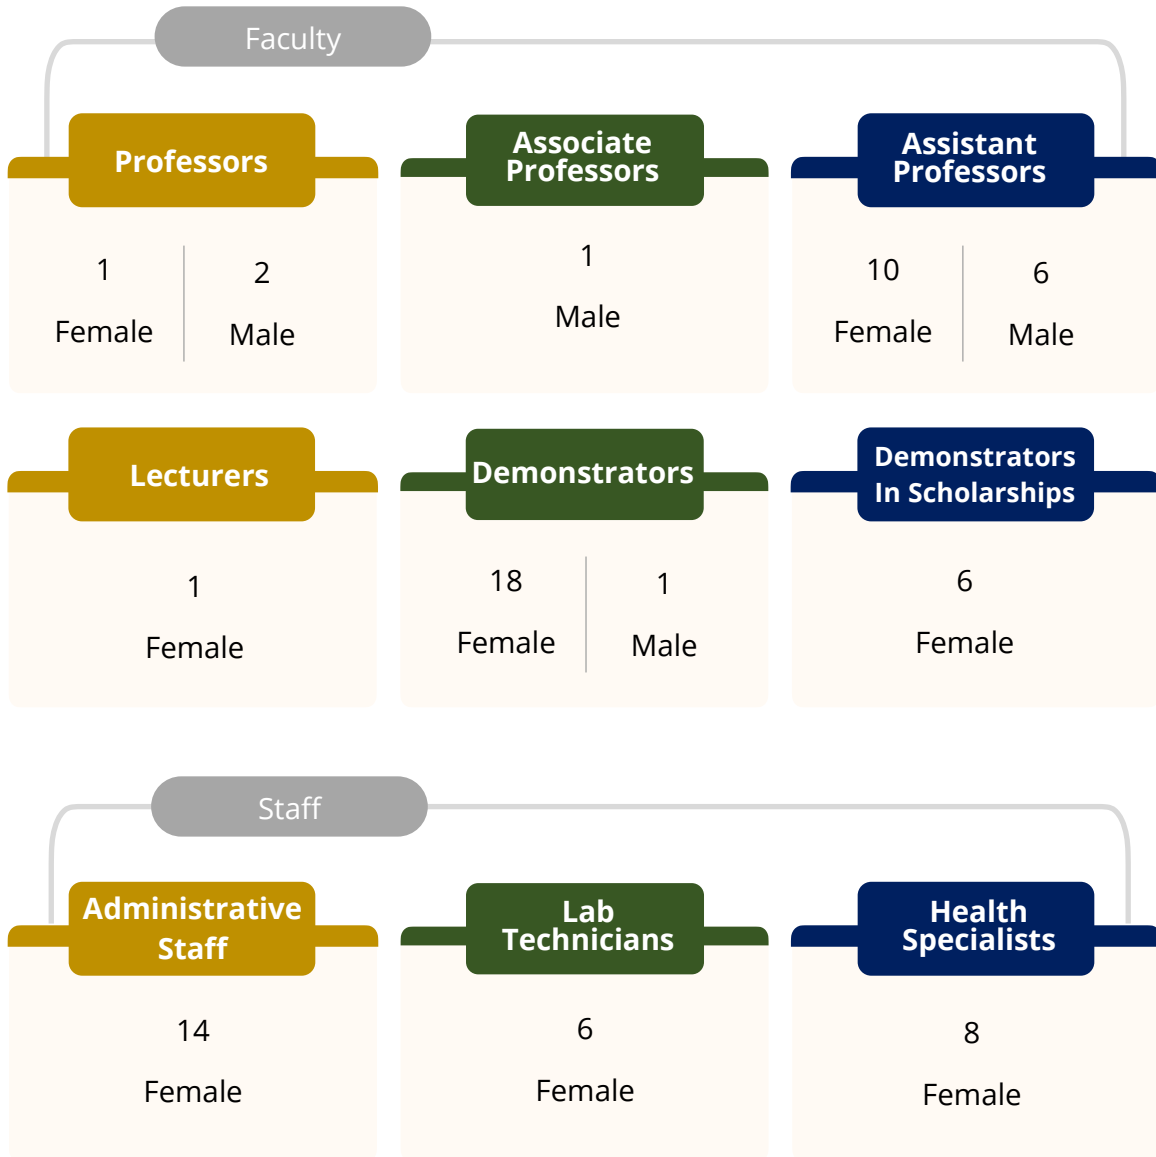 Faculty
Professors
1
Female
2
Male
Associate
Professors
1
Male
Assistant
Professors
10
Female
6
Male
Lecturers
1
Female
Demonstrators
18
Female
1
Male
Demonstrators
In Scholarships
6
Female
Staff
Administrative
Staff
14
Female
Lab
Technicians
6
Female
Health
Specialists
8
Female